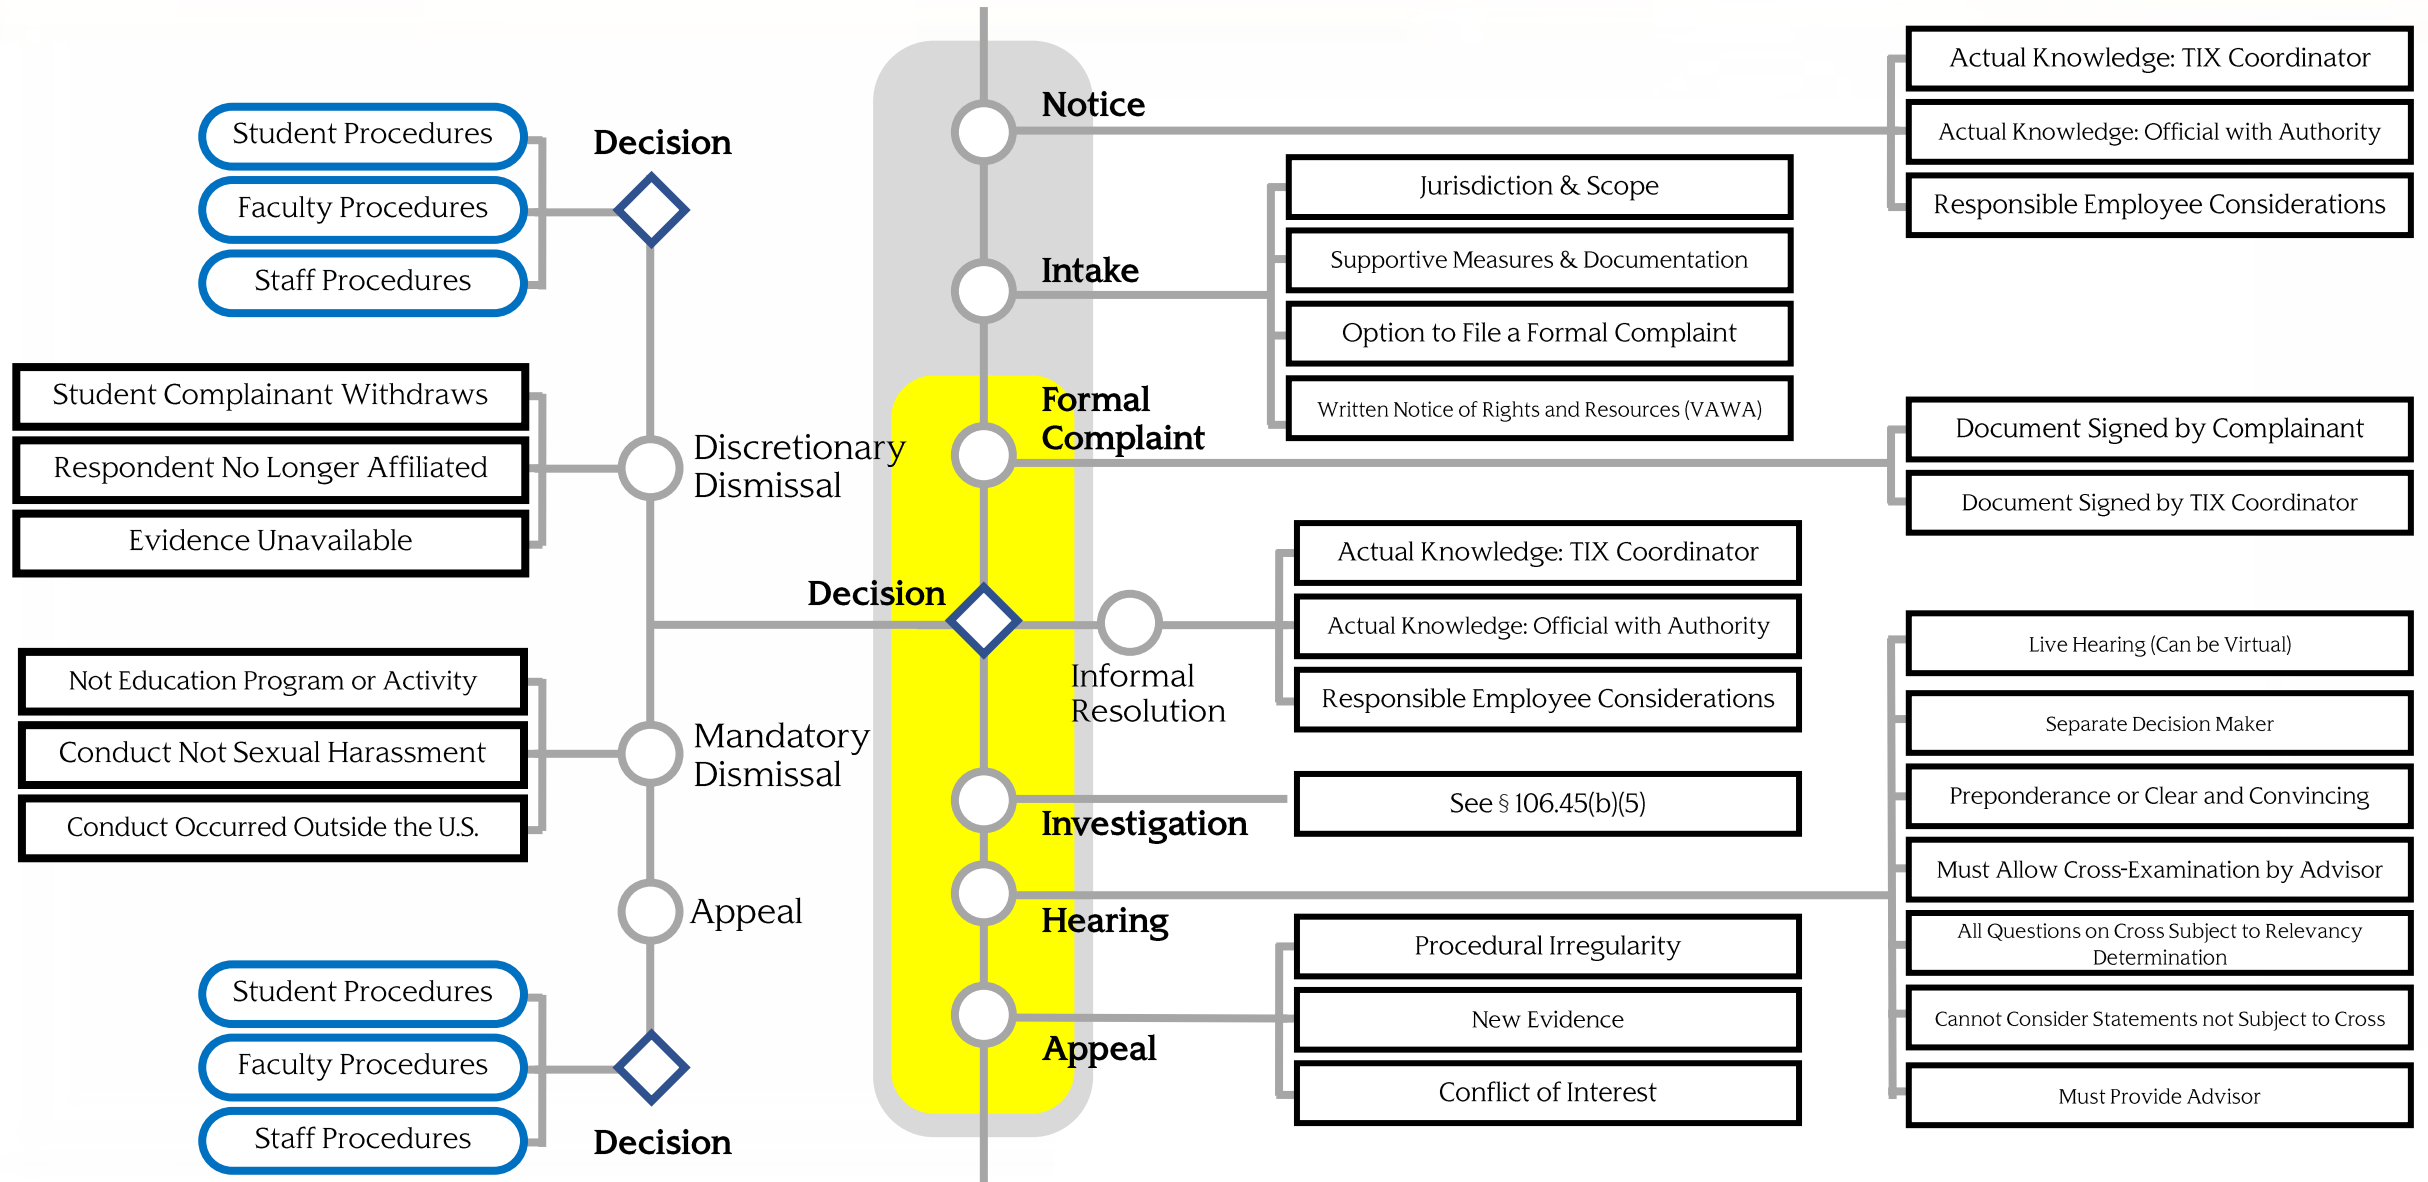 Student Procedures
Faculty Procedures
Staff Procedures
Decision
Student Complainant Withdraws
Respondent No Longer Affiliated
Evidence Unavailable
Discretionary
Dismissal
Decision
Not Education Program or Activity
Conduct Not Sexual Harassment
Conduct Occurred Outside the U.S.
Mandatory
Dismissal
Appeal
Student Procedures
Faculty Procedures
Staff Procedures
Decision
Notice
Actual Knowledge: TIX Coordinator
Actual Knowledge: Official with Authority
Responsible Employee Considerations
Intake
Jurisdiction & Scope
Supportive Measures & Documentation
Option to File a Formal Complaint
Written Notice of Rights and Resources (VAWA)
Formal
Complaint
Document Signed by Complainant
Document Signed by TIX Coordinator
Informal
Resolution
Actual Knowledge: TIX Coordinator
Actual Knowledge: Official with Authority
Responsible Employee Considerations
Investigation
See § 106.45(b)(5)
Hearing
Live Hearing (Can be Virtual)
Separate Decision Maker
Preponderance or Clear and Convincing
Must Allow Cross-Examination by Advisor
All Questions on Cross Subject to Relevancy
Determination
Cannot Consider Statements not Subject to Cross
Must Provide Advisor
Appeal
Procedural Irregularity
New Evidence
Conflict of Interest